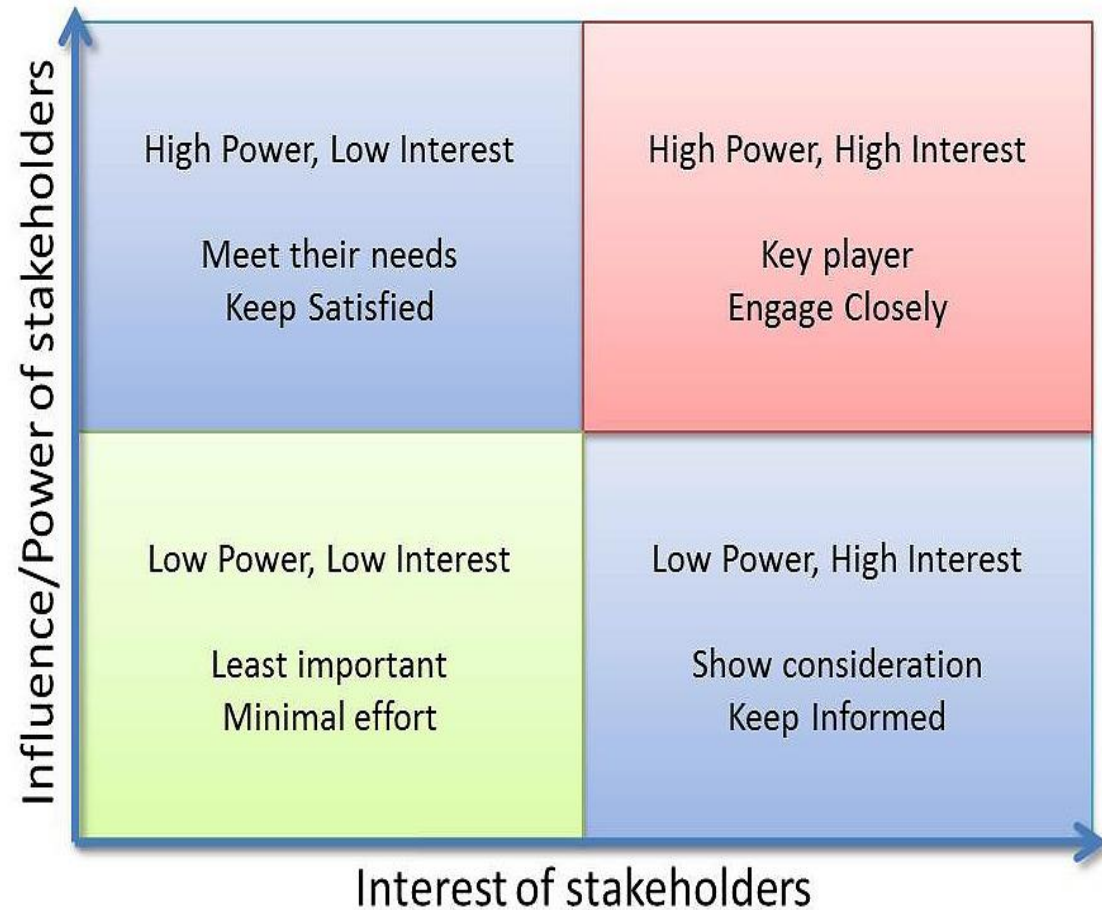 Influence/Power of stakeholders
High Power, Low Interest
Meet their needs
Keep Satisfied
High Power, High Interest
Key player
Engage Closely
Low Power, Low Interest
Least important
Minimal effort
Low Power, High Interest
Show consideration
Keep Informed
Interest of stakeholders